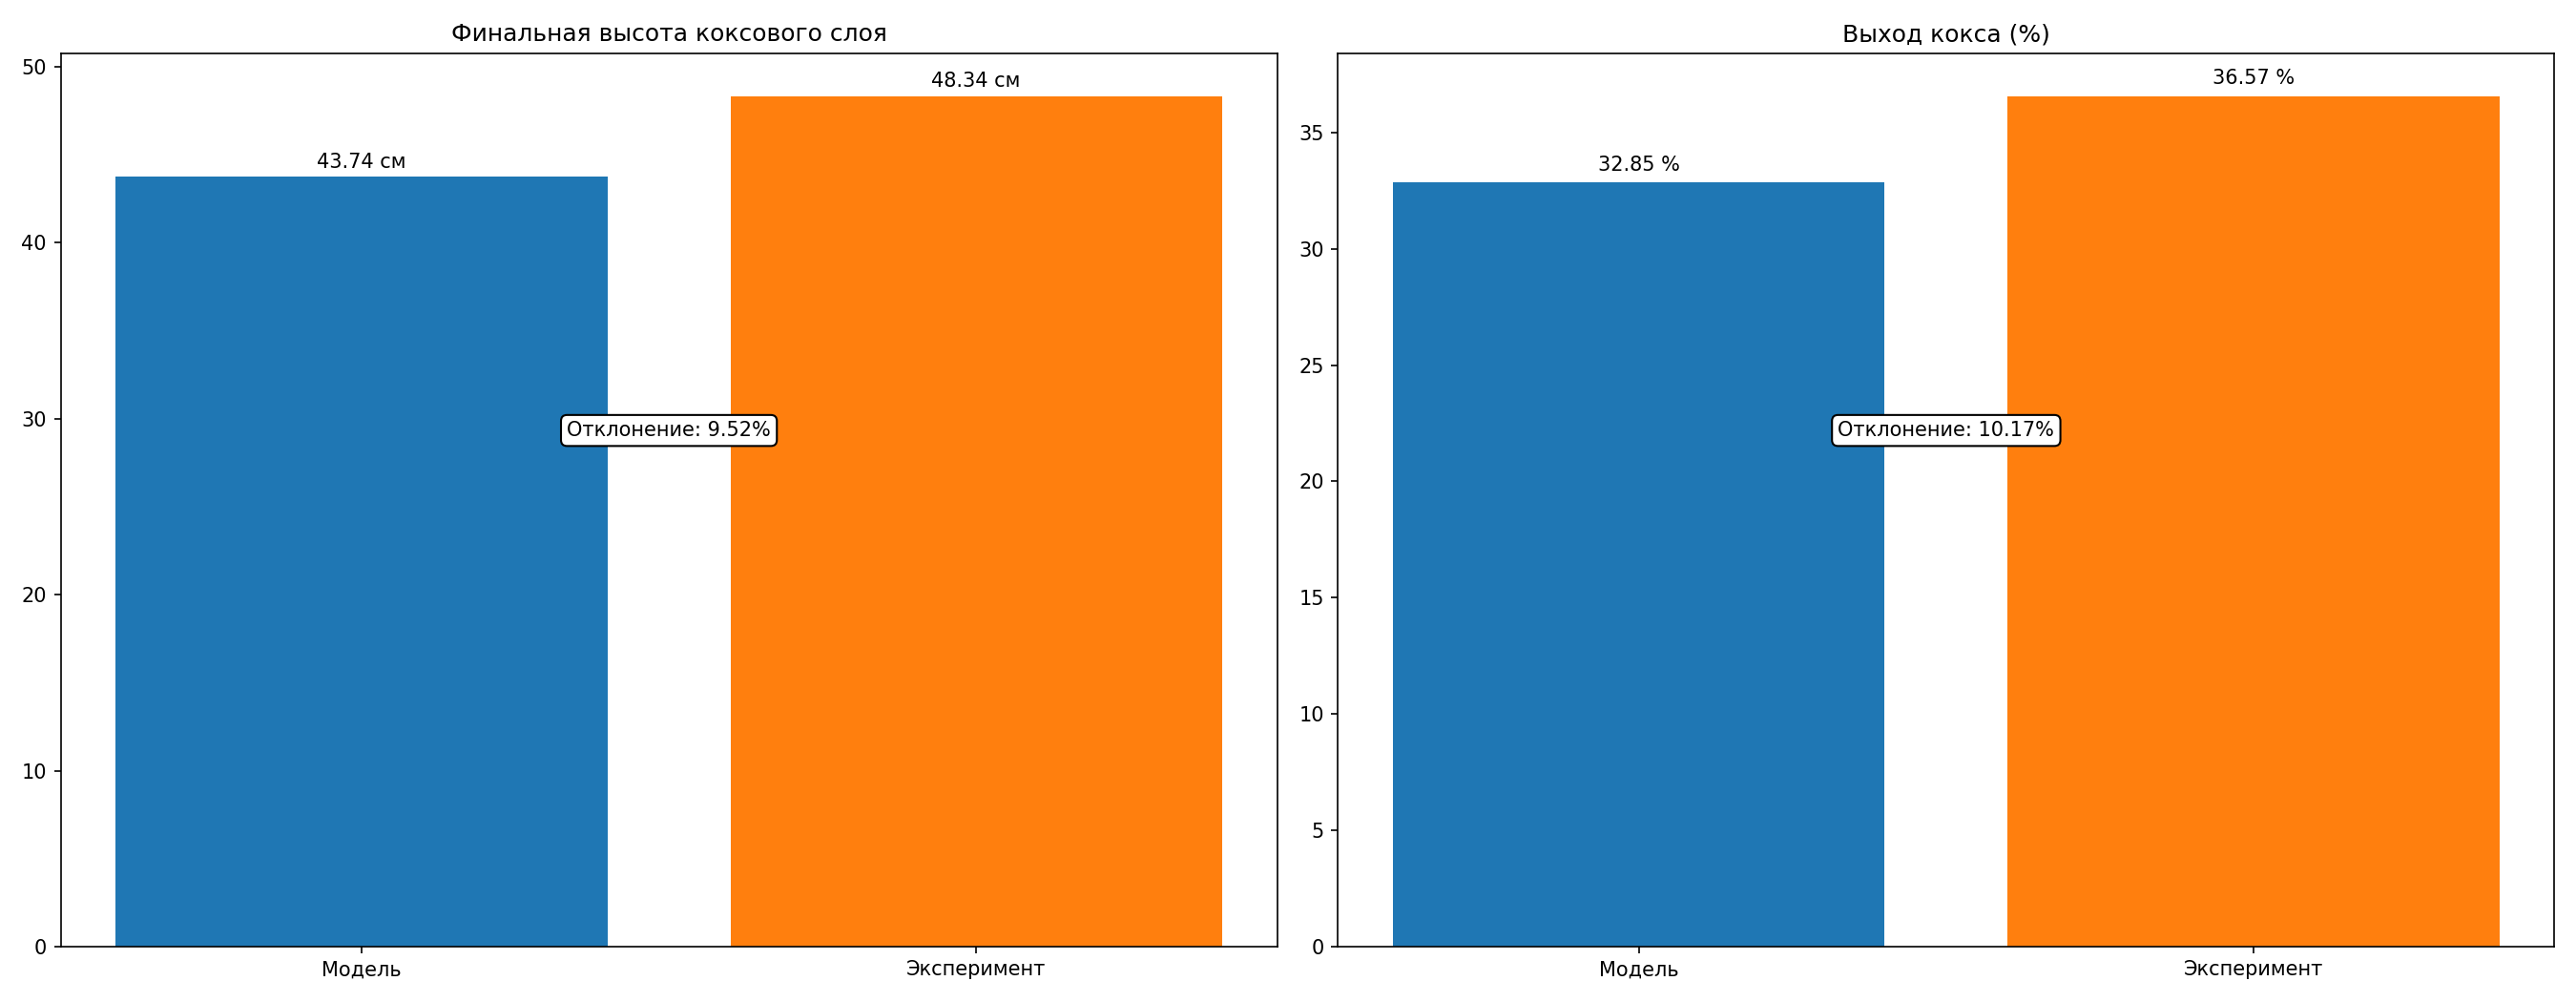 Финальная высота коксового слоя
50
40
30
20
10
0
43.74 см
48.34 см
Отклонение: 9.52%
Модель
Эксперимент
Выход кокса (%)
35
30
25
20
15
10
5
0
32.85 %
36.57 %
Отклонение: 10.17%
Модель
Эксперимент